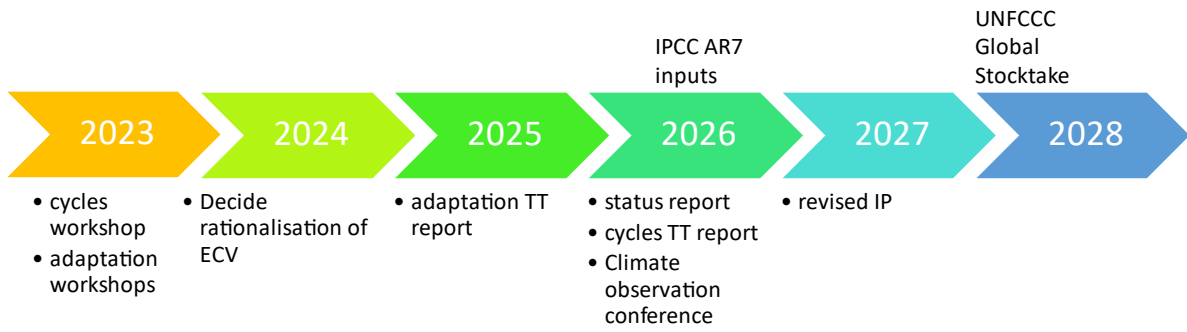 IPCC AR7
inputs
UNFCCC
Global
Stocktake
2023
2024
2025
2026
2027
2028
• cycles
workshop
• adaptation
workshops
• Decide
rationalisation of
ECV
• adaptation TT
report
• status report
• cycles TT report
• Climate
observation
conference
• revised IP